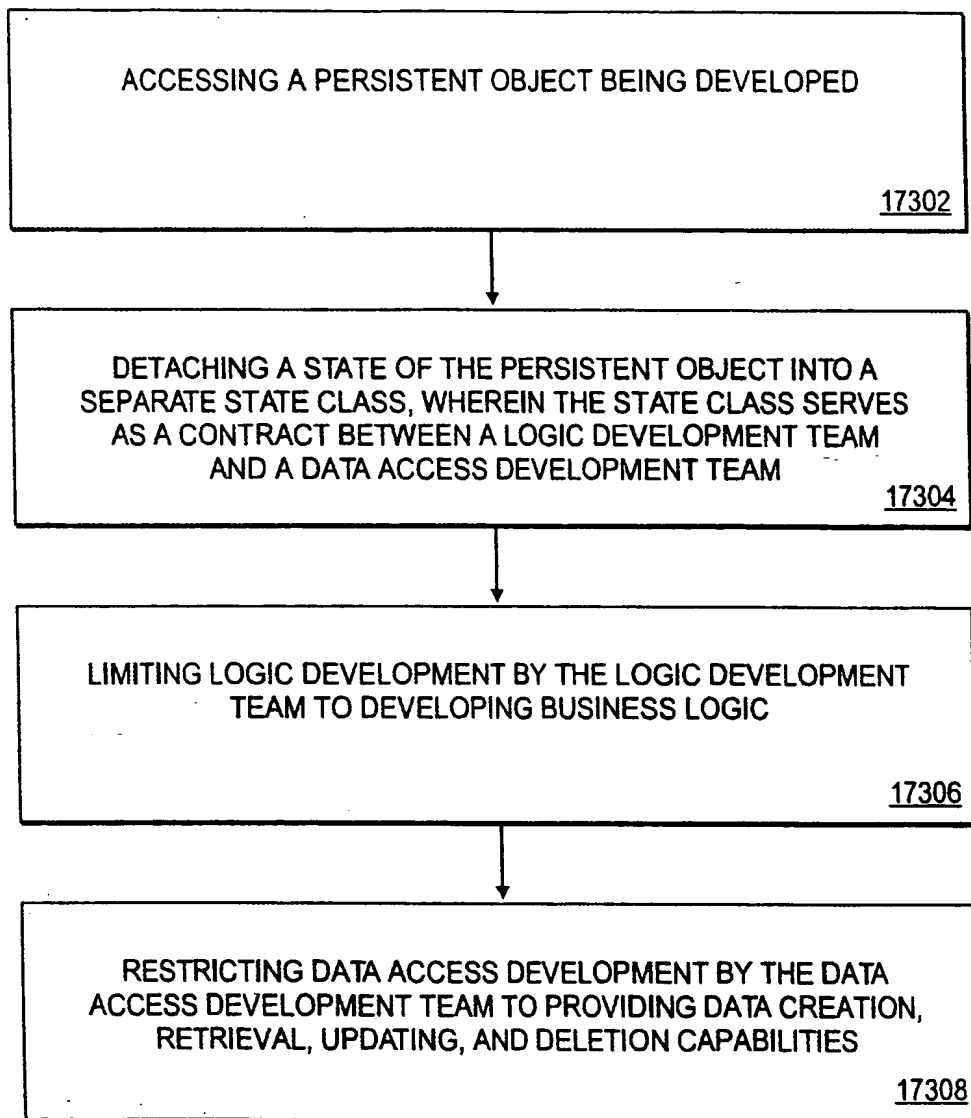 ACCESSING A PERSISTENT OBJECT BEING DEVELOPED
17302
DETACHING A STATE OF THE PERSISTENT OBJECT INTO A
SEPARATE STATE CLASS, WHEREIN THE STATE CLASS SERVES
AS A CONTRACT BETWEEN A LOGIC DEVELOPMENT TEAM
AND A DATA ACCESS DEVELOPMENT TEAM
17304
LIMITING LOGIC DEVELOPMENT BY THE LOGIC DEVELOPMENT
TEAM TO DEVELOPING BUSINESS LOGIC
17306
RESTRICTING DATA ACCESS DEVELOPMENT BY THE DATA
ACCESS DEVELOPMENT TEAM TO PROVIDING DATA CREATION,
RETRIEVAL, UPDATING, AND DELETION CAPABILITIES
17308